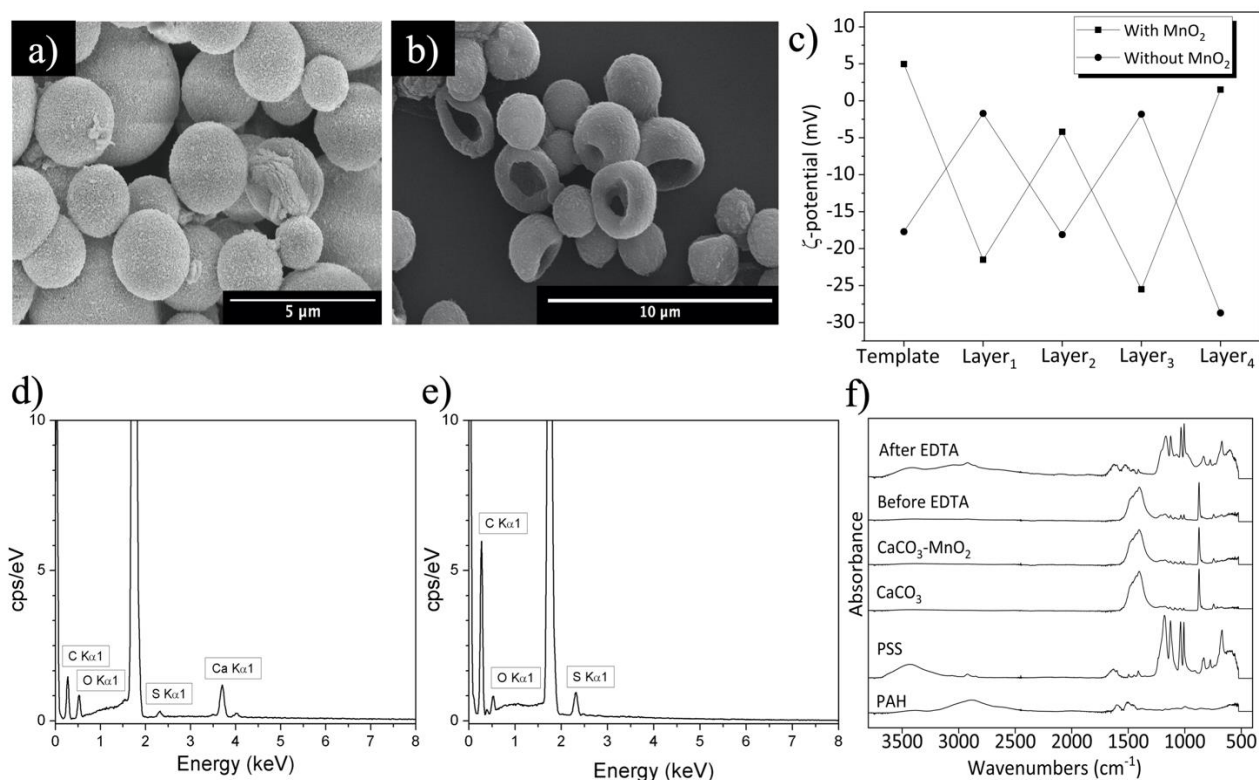 a)
5 µm
b)
10 µm
c)
With MnO₂
Without MnO₂
ζ-potential (mV)
10
5
0
-5
-10
-15
-20
-25
-30
Template Layer₁ Layer₂ Layer₃ Layer₄
d)
cps/eV
10
5
0
C Kα1
O Kα1
S Kα1
Ca Kα1
0 2 4 6 8
Energy (keV)
e)
cps/eV
10
5
0
C Kα1
O Kα1
S Kα1
0 1 2 3 4 5 6 7 8
Energy (keV)
f)
Absorbance
After EDTA
Before EDTA
CaCO₃-MnO₂
CaCO₃
PSS
PAH
3500 3000 2500 2000 1500 1000 500
Wavenumbers (cm⁻¹)